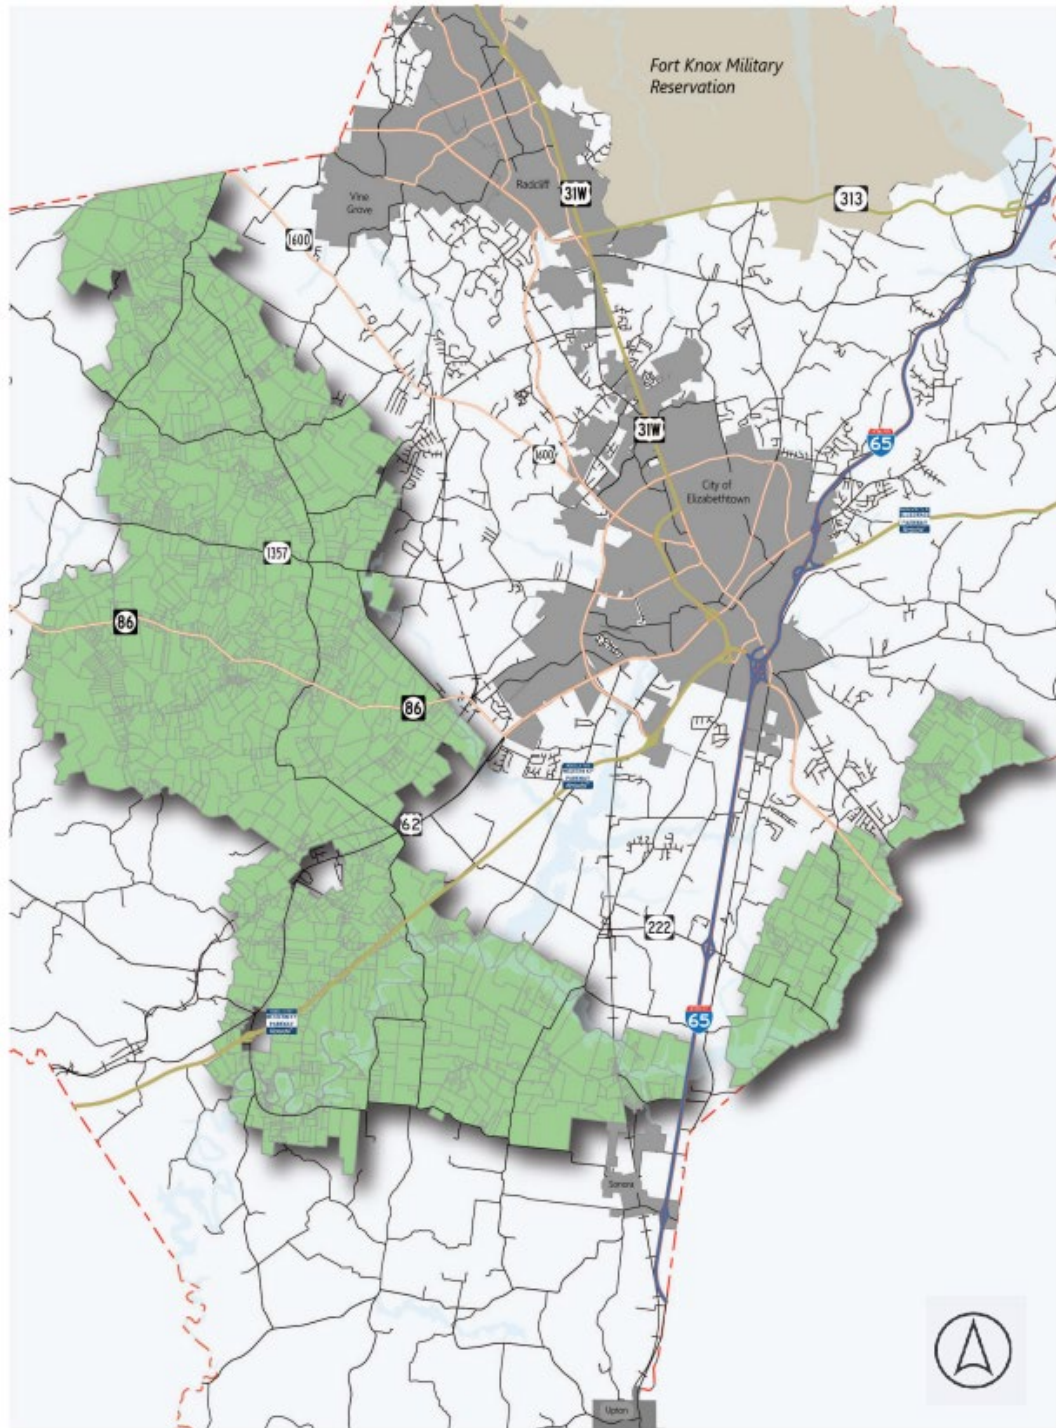 Fort Knox Military
Reservation
31W
313
Radcliff
Vine
Grove
1600
31W
65
1600
City of
Elizabethtown
1357
86
86
62
222
65
Sonora
Upton